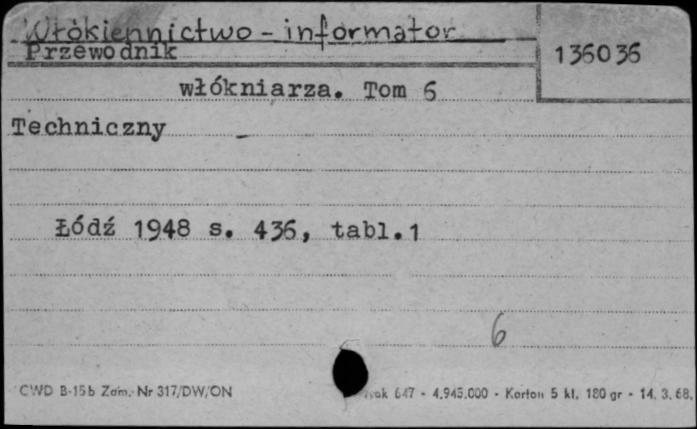 Włókiennictwo - informator
Przewodnik
136036
włókniarza. Tom 6
Techniczny -
Łódź 1948 s. 436, tabl.1
6
CWD B-15b Zam. Nr 317/DW/ON
647 - 4.945.000 - Karton 5 kl. 180 gr - 14. 3. 68.